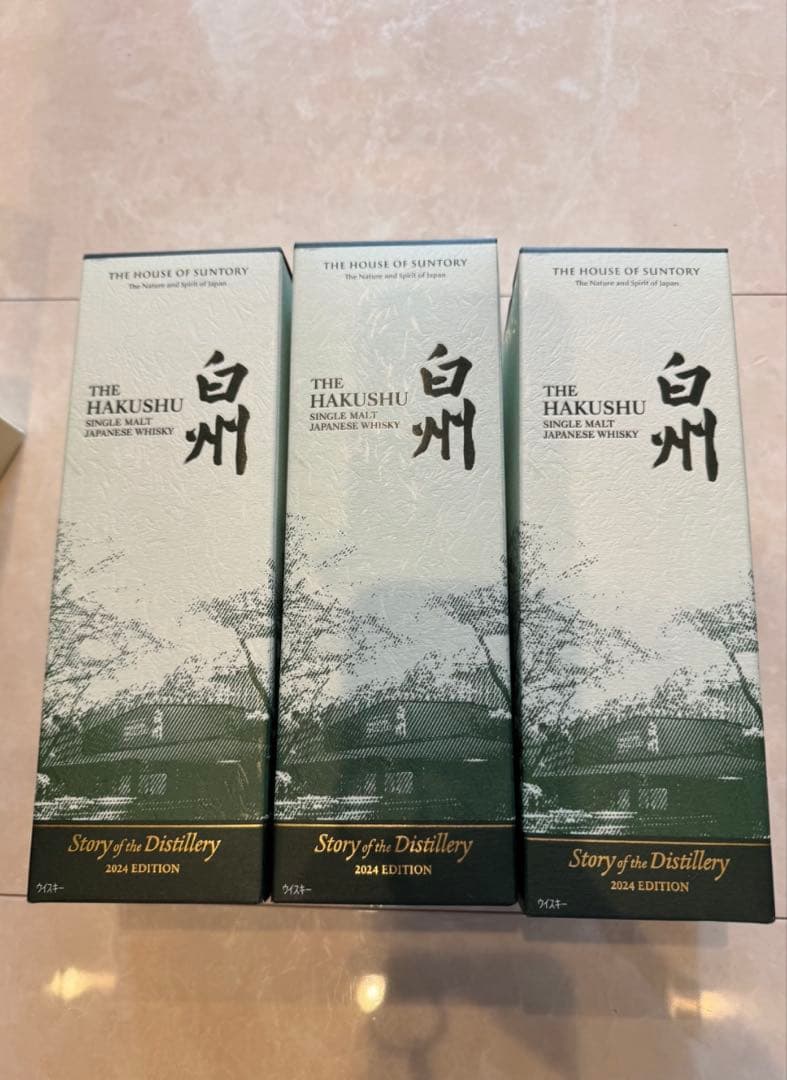 THE HOUSE OF SUNTORY
The Nature and Spirit of Japan
THE
HAKUSHU
SINGLE MALT
JAPANESE WHISKY
白州
Story of the Distillery
2024 EDITION
ウイスキー
THE HOUSE OF SUNTORY
The Nature and Spirit of Japan
THE
HAKUSHU
SINGLE MALT
JAPANESE WHISKY
白州
Story of the Distillery
2024 EDITION
ウイスキー
THE HOUSE OF SUNTORY
The Nature and Spirit of Japan
THE
HAKUSHU
SINGLE MALT
JAPANESE WHISKY
白州
Story of the Distillery
2024 EDITION
ウイスキー